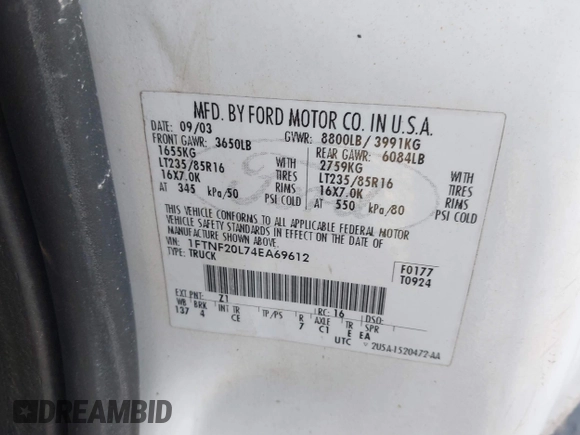 MFD. BY FORD MOTOR CO. IN U.S.A.
DATE: 09/03 GVWR: 8800LB/ 3991KG
FRONT GAWR: 3650LB REAR GAWR: 6084LB
1655KG WITH 2759KG WITH
LT235/85R16 TIRES LT235/85R16 TIRES
16X7.0K RIMS 16X7.0K RIMS
AT 345 kPa/50 PSI COLD AT 550 kPa/80 PSI COLD
THIS VEHICLE CONFORMS TO ALL APPLICABLE FEDERAL MOTOR
VEHICLE SAFETY STANDARDS IN EFFECT ON THE DATE OF
MANUFACTURE SHOWN ABOVE.
VIN: 1FTNF20L74EA69612
TYPE: TRUCK
F0177
T0924
EXT PNT: Z1 RC: 16 DSO:
WB BRK INT TR TP/PS R AXLE TR SPR
137 4 CE 7 C1 E EA
UTC
2U5A-1520472-AA
Ford
DREAMBID